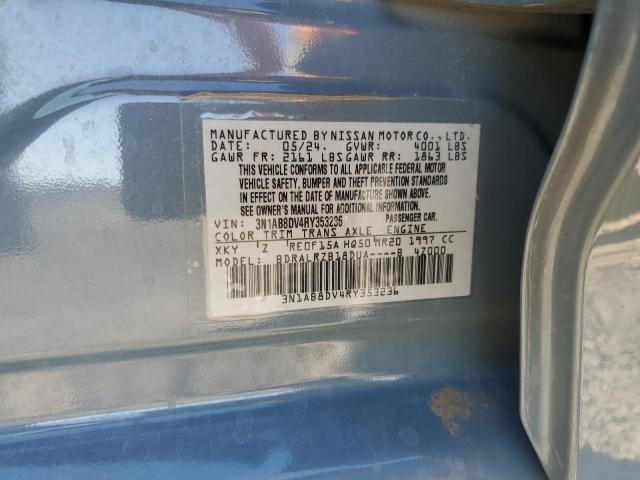 MANUFACTURED BY NISSAN MOTOR CO., LTD.
DATE: 05/24 GVWR: 4001 LBS
GAWR FR: 2161 LBS GAWR RR: 1863 LBS
THIS VEHICLE CONFORMS TO ALL APPLICABLE FEDERAL MOTOR
VEHICLE SAFETY, BUMPER AND THEFT PREVENTION STANDARDS
IN EFFECT ON THE DATE OF MANUFACTURE SHOWN ABOVE.
SEE OWNER'S MANUAL FOR ADDITIONAL INFORMATION
VIN: 3N1AB8DV4RY353236 PASSENGER CAR.
COLOR TRIM TRANS AXLE ENGINE
XKY Z RE0F15A HQ50 MR20 1997 CC
MODEL: BDRALRZB18DUA----B 4Z000
3N1AB8DV4RY353236